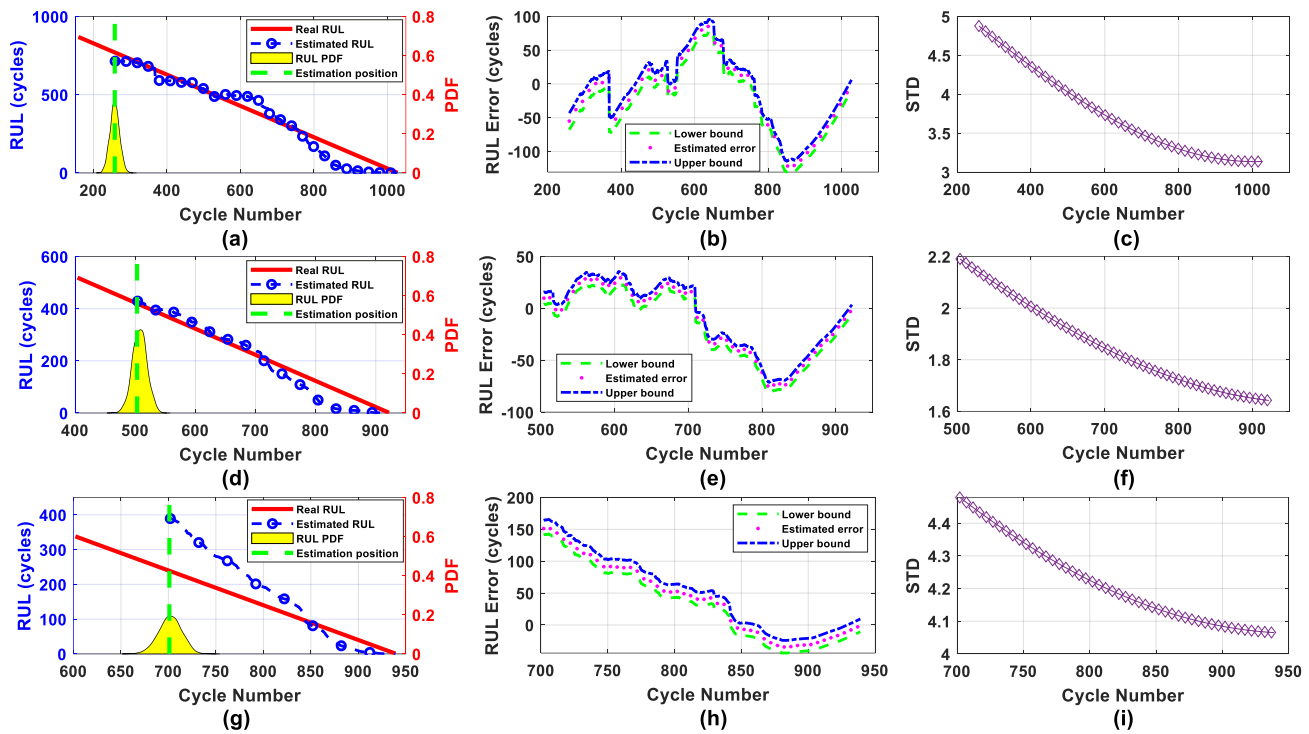 RUL (cycles)
1000
500
0
0.8
0.6
0.4
0.2
0
PDF
Real RUL
Estimated RUL
RUL PDF
Estimation position
200 400 600 800 1000
Cycle Number
(a)
RUL Error (cycles)
100
50
0
-50
-100
Lower bound
Estimated error
Upper bound
200 400 600 800 1000
Cycle Number
(b)
STD
5
4.5
4
3.5
3
200 400 600 800 1000
Cycle Number
(c)
RUL (cycles)
600
400
200
0
0.8
0.6
0.4
0.2
0
PDF
Real RUL
Estimated RUL
RUL PDF
Estimation position
400 500 600 700 800 900
Cycle Number
(d)
RUL Error (cycles)
50
0
-50
-100
Lower bound
Estimated error
Upper bound
500 600 700 800 900
Cycle Number
(e)
STD
2.2
2
1.8
1.6
500 600 700 800 900
Cycle Number
(f)
RUL (cycles)
400
300
200
100
0
0.8
0.6
0.4
0.2
0
PDF
Real RUL
Estimated RUL
RUL PDF
Estimation position
600 650 700 750 800 850 900 950
Cycle Number
(g)
RUL Error (cycles)
200
150
100
50
0
Lower bound
Estimated error
Upper bound
700 750 800 850 900 950
Cycle Number
(h)
STD
4.4
4.3
4.2
4.1
4
700 750 800 850 900 950
Cycle Number
(i)